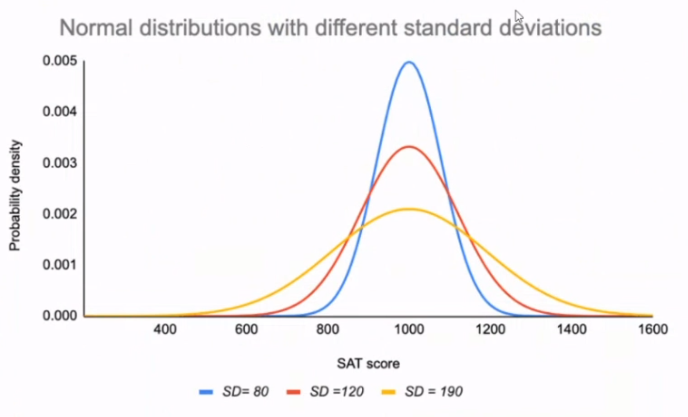 Normal distributions with different standard deviations
0.005
0.004
0.003
0.002
0.001
0.000
Probability density
400 600 800 1000 1200 1400 1600
SAT score
SD= 80 SD =120 SD = 190